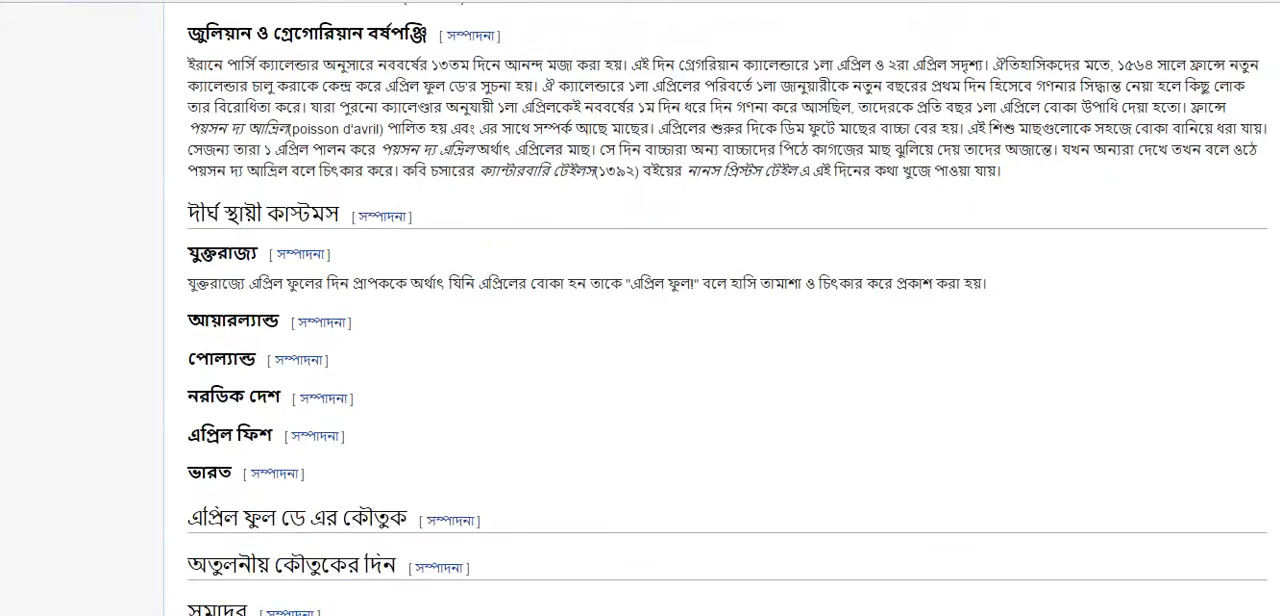 জুলিয়ান ও গ্রেগোরিয়ান বর্ষপঞ্জি [ সম্পাদনা ]
ইরানে পার্সি ক্যালেন্ডার অনুসারে নববর্ষের ১৩তম দিনে আনন্দ মজা করা হয়। এই দিন গ্রেগরিয়ান ক্যালেন্ডারে ১লা এপ্রিল ও ২রা এপ্রিল সদৃশ্য। ঐতিহাসিকদের মতে, ১৫৬৪ সালে ফ্রান্সে নতুন
ক্যালেন্ডার চালু করাকে কেন্দ্র করে এপ্রিল ফুল ডে'র সুচনা হয়। ঐ ক্যালেন্ডারে ১লা এপ্রিলের পরিবর্তে ১লা জানুয়ারীকে নতুন বছরের প্রথম দিন হিসেবে গণনার সিদ্ধান্ত নেয়া হলে কিছু লোক
তার বিরোধিতা করে। যারা পুরনো ক্যালেণ্ডার অনুযায়ী ১লা এপ্রিলকেই নববর্ষের ১ম দিন ধরে দিন গণনা করে আসছিল, তাদেরকে প্রতি বছর ১লা এপ্রিলে বোকা উপাধি দেয়া হতো। ফ্রান্সে
পয়সন দ্য আভ্রিল(poisson d'avril) পালিত হয় এবং এর সাথে সম্পর্ক আছে মাছের। এপ্রিলের শুরুর দিকে ডিম ফুটে মাছের বাচ্চা বের হয়। এই শিশু মাছগুলোকে সহজে বোকা বানিয়ে ধরা যায়।
সেজন্য তারা ১ এপ্রিল পালন করে পয়সন দ্য এভ্রিল অর্থাৎ এপ্রিলের মাছ। সে দিন বাচ্চারা অন্য বাচ্চাদের পিঠে কাগজের মাছ ঝুলিয়ে দেয় তাদের অজান্তে। যখন অন্যরা দেখে তখন বলে ওঠে
পয়সন দ্য আভ্রিল বলে চিৎকার করে। কবি চসারের ক্যান্টারবারি টেইলস(১৩৯২) বইয়ের নানস প্রিস্টস টেইল এ এই দিনের কথা খুজে পাওয়া যায়।
দীর্ঘ স্থায়ী কাস্টমস [ সম্পাদনা ]
যুক্তরাজ্য [ সম্পাদনা ]
যুক্তরাজ্যে এপ্রিল ফুলের দিন প্রাপককে অর্থাৎ যিনি এপ্রিলের বোকা হন তাকে "এপ্রিল ফুল!" বলে হাসি তামাশা ও চিৎকার করে প্রকাশ করা হয়।
আয়ারল্যান্ড [ সম্পাদনা ]
পোল্যান্ড [ সম্পাদনা ]
নরডিক দেশ [ সম্পাদনা ]
এপ্রিল ফিশ [ সম্পাদনা ]
ভারত [ সম্পাদনা ]
এপ্রিল ফুল ডে এর কৌতুক [ সম্পাদনা ]
অতুলনীয় কৌতুকের দিন [ সম্পাদনা ]
সমাদর [ সম্পাদনা ]